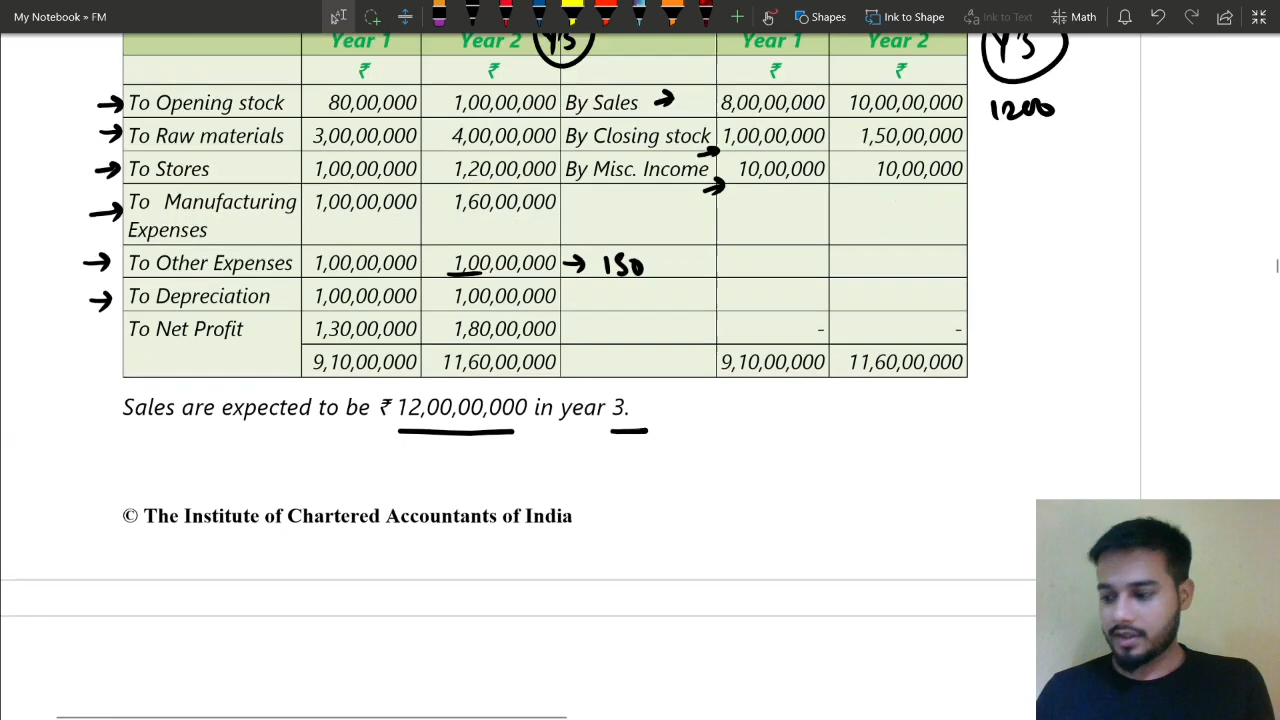 My Notebook » FM
Shapes Ink to Shape Ink to Text Math
Year 1 Year 2 Y3 Year 1 Year 2 Y3
₹ ₹ ₹ ₹
To Opening stock 80,00,000 1,00,00,000 By Sales 8,00,00,000 10,00,00,000 1200
To Raw materials 3,00,00,000 4,00,00,000 By Closing stock 1,00,00,000 1,50,00,000
To Stores 1,00,00,000 1,20,00,000 By Misc. Income 10,00,000 10,00,000
To Manufacturing 1,00,00,000 1,60,00,000
Expenses
To Other Expenses 1,00,00,000 1,00,00,000 → 150
To Depreciation 1,00,00,000 1,00,00,000
To Net Profit 1,30,00,000 1,80,00,000 - -
9,10,00,000 11,60,00,000 9,10,00,000 11,60,00,000
Sales are expected to be ₹ 12,00,00,000 in year 3.
© The Institute of Chartered Accountants of India